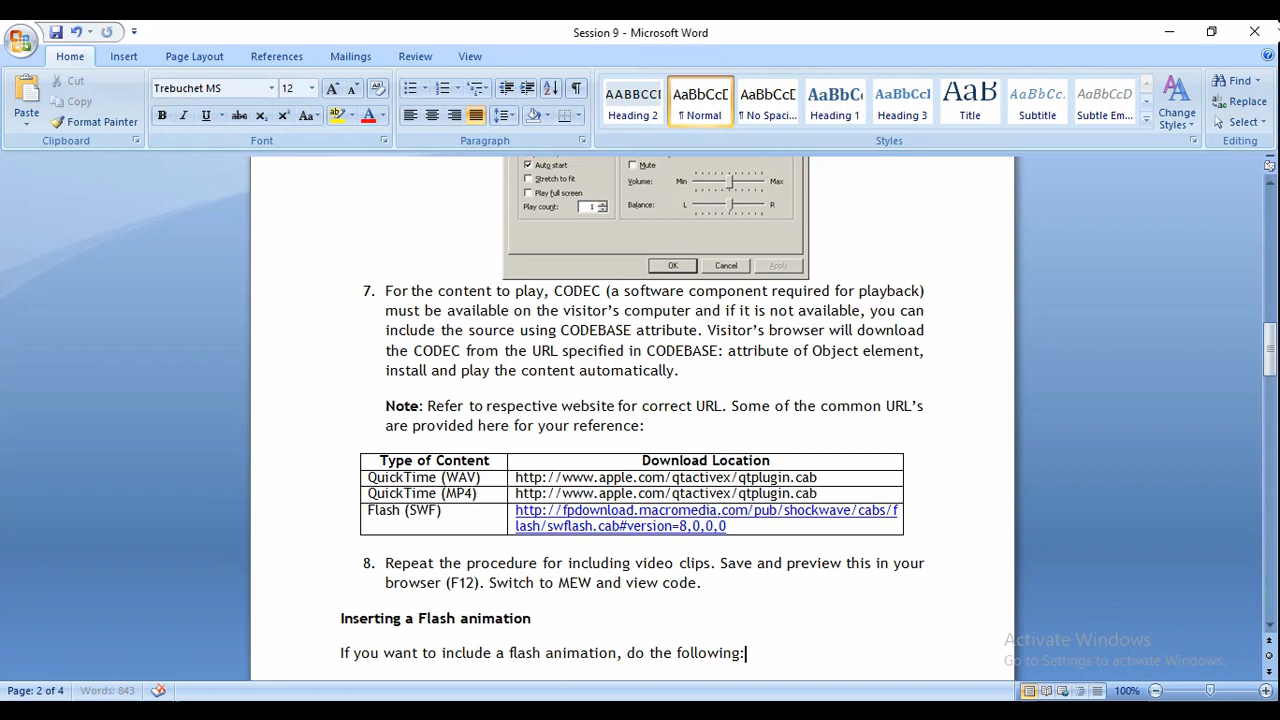 Session 9 - Microsoft Word
Home Insert Page Layout References Mailings Review View
Paste
Cut
Copy
Format Painter
Clipboard
Trebuchet MS 12
B I U abc x₂ x² Aa
Font
Paragraph
AABBCCI AaBbCcD AaBbCcD AaBbCc AaBbCcI AaB AaBbCcI AaBbCcD
Heading 2 ¶ Normal ¶ No Spaci... Heading 1 Heading 3 Title Subtitle Subtle Em...
Change Styles
Styles
Find
Replace
Select
Editing
Auto start
Stretch to fit
Play full screen
Play count: 1
Mute
Volume: Min Max
Balance: L R
OK Cancel Apply
7. For the content to play, CODEC (a software component required for playback)
must be available on the visitor's computer and if it is not available, you can
include the source using CODEBASE attribute. Visitor's browser will download
the CODEC from the URL specified in CODEBASE: attribute of Object element,
install and play the content automatically.
Note: Refer to respective website for correct URL. Some of the common URL's
are provided here for your reference:
Type of Content Download Location
QuickTime (WAV) http://www.apple.com/qtactivex/qtplugin.cab
QuickTime (MP4) http://www.apple.com/qtactivex/qtplugin.cab
Flash (SWF) http://fpdownload.macromedia.com/pub/shockwave/cabs/f
lash/swflash.cab#version=8,0,0,0
8. Repeat the procedure for including video clips. Save and preview this in your
browser (F12). Switch to MEW and view code.
Inserting a Flash animation
If you want to include a flash animation, do the following:
Activate Windows
Go to Settings to activate Windows.
Page: 2 of 4 Words: 843 100%